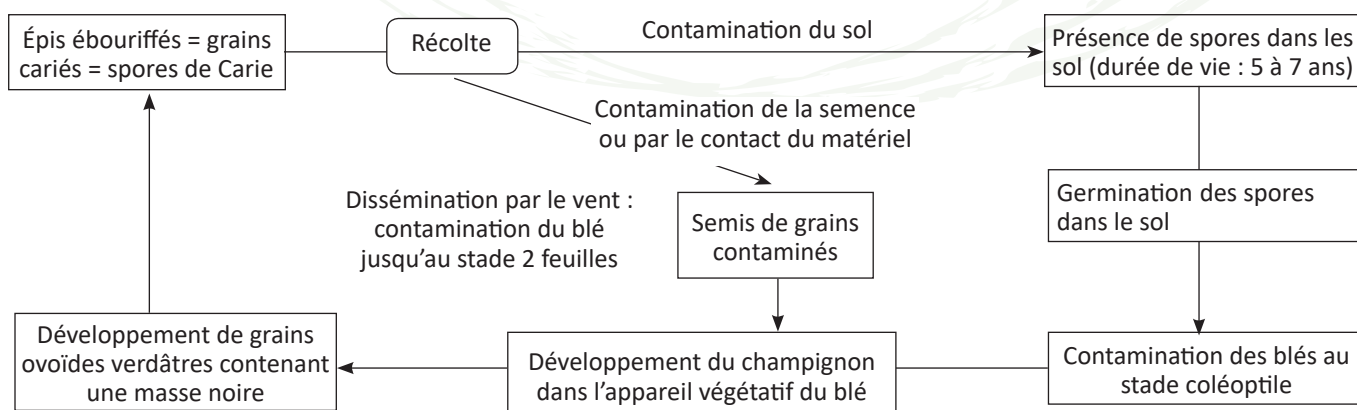 Épis ébouriffés = grains
cariés = spores de Carie
Récolte
Contamination du sol
Présence de spores dans les
sol (durée de vie : 5 à 7 ans)
Contamination de la semence
ou par le contact du matériel
Dissémination par le vent :
contamination du blé
jusqu'au stade 2 feuilles
Semis de grains
contaminés
Germination des spores
dans le sol
Développement de grains
ovoïdes verdâtres contenant
une masse noire
Développement du champignon
dans l'appareil végétatif du blé
Contamination des blés au
stade coléoptile